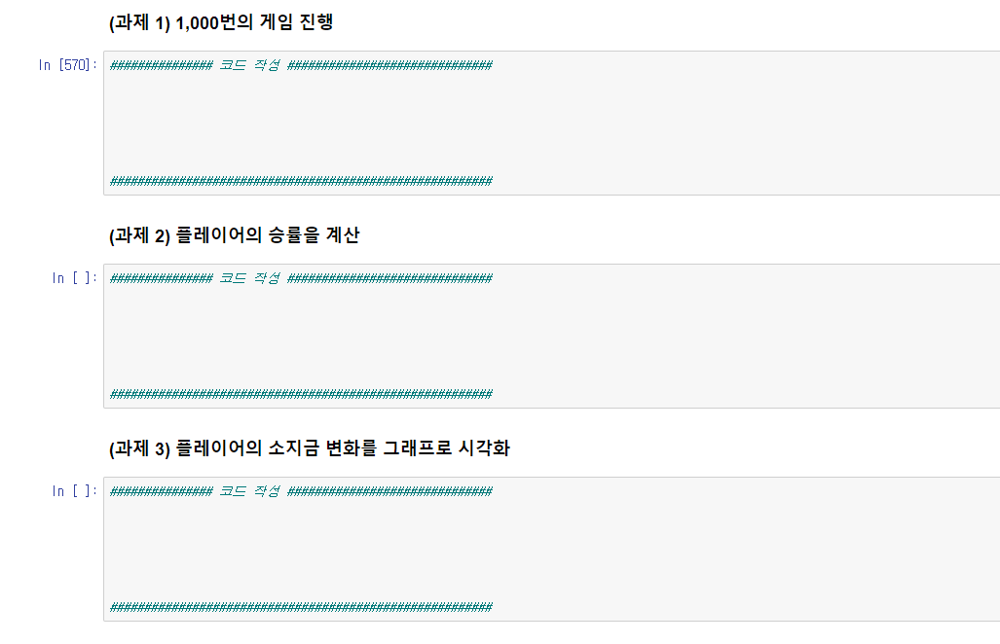 (과제 1) 1,000번의 게임 진행
In [570]: ############### 코드 작성 ##############################
########################################################
(과제 2) 플레이어의 승률을 계산
In [ ]: ############### 코드 작성 ##############################
########################################################
(과제 3) 플레이어의 소지금 변화를 그래프로 시각화
In [ ]: ############### 코드 작성 ##############################
########################################################